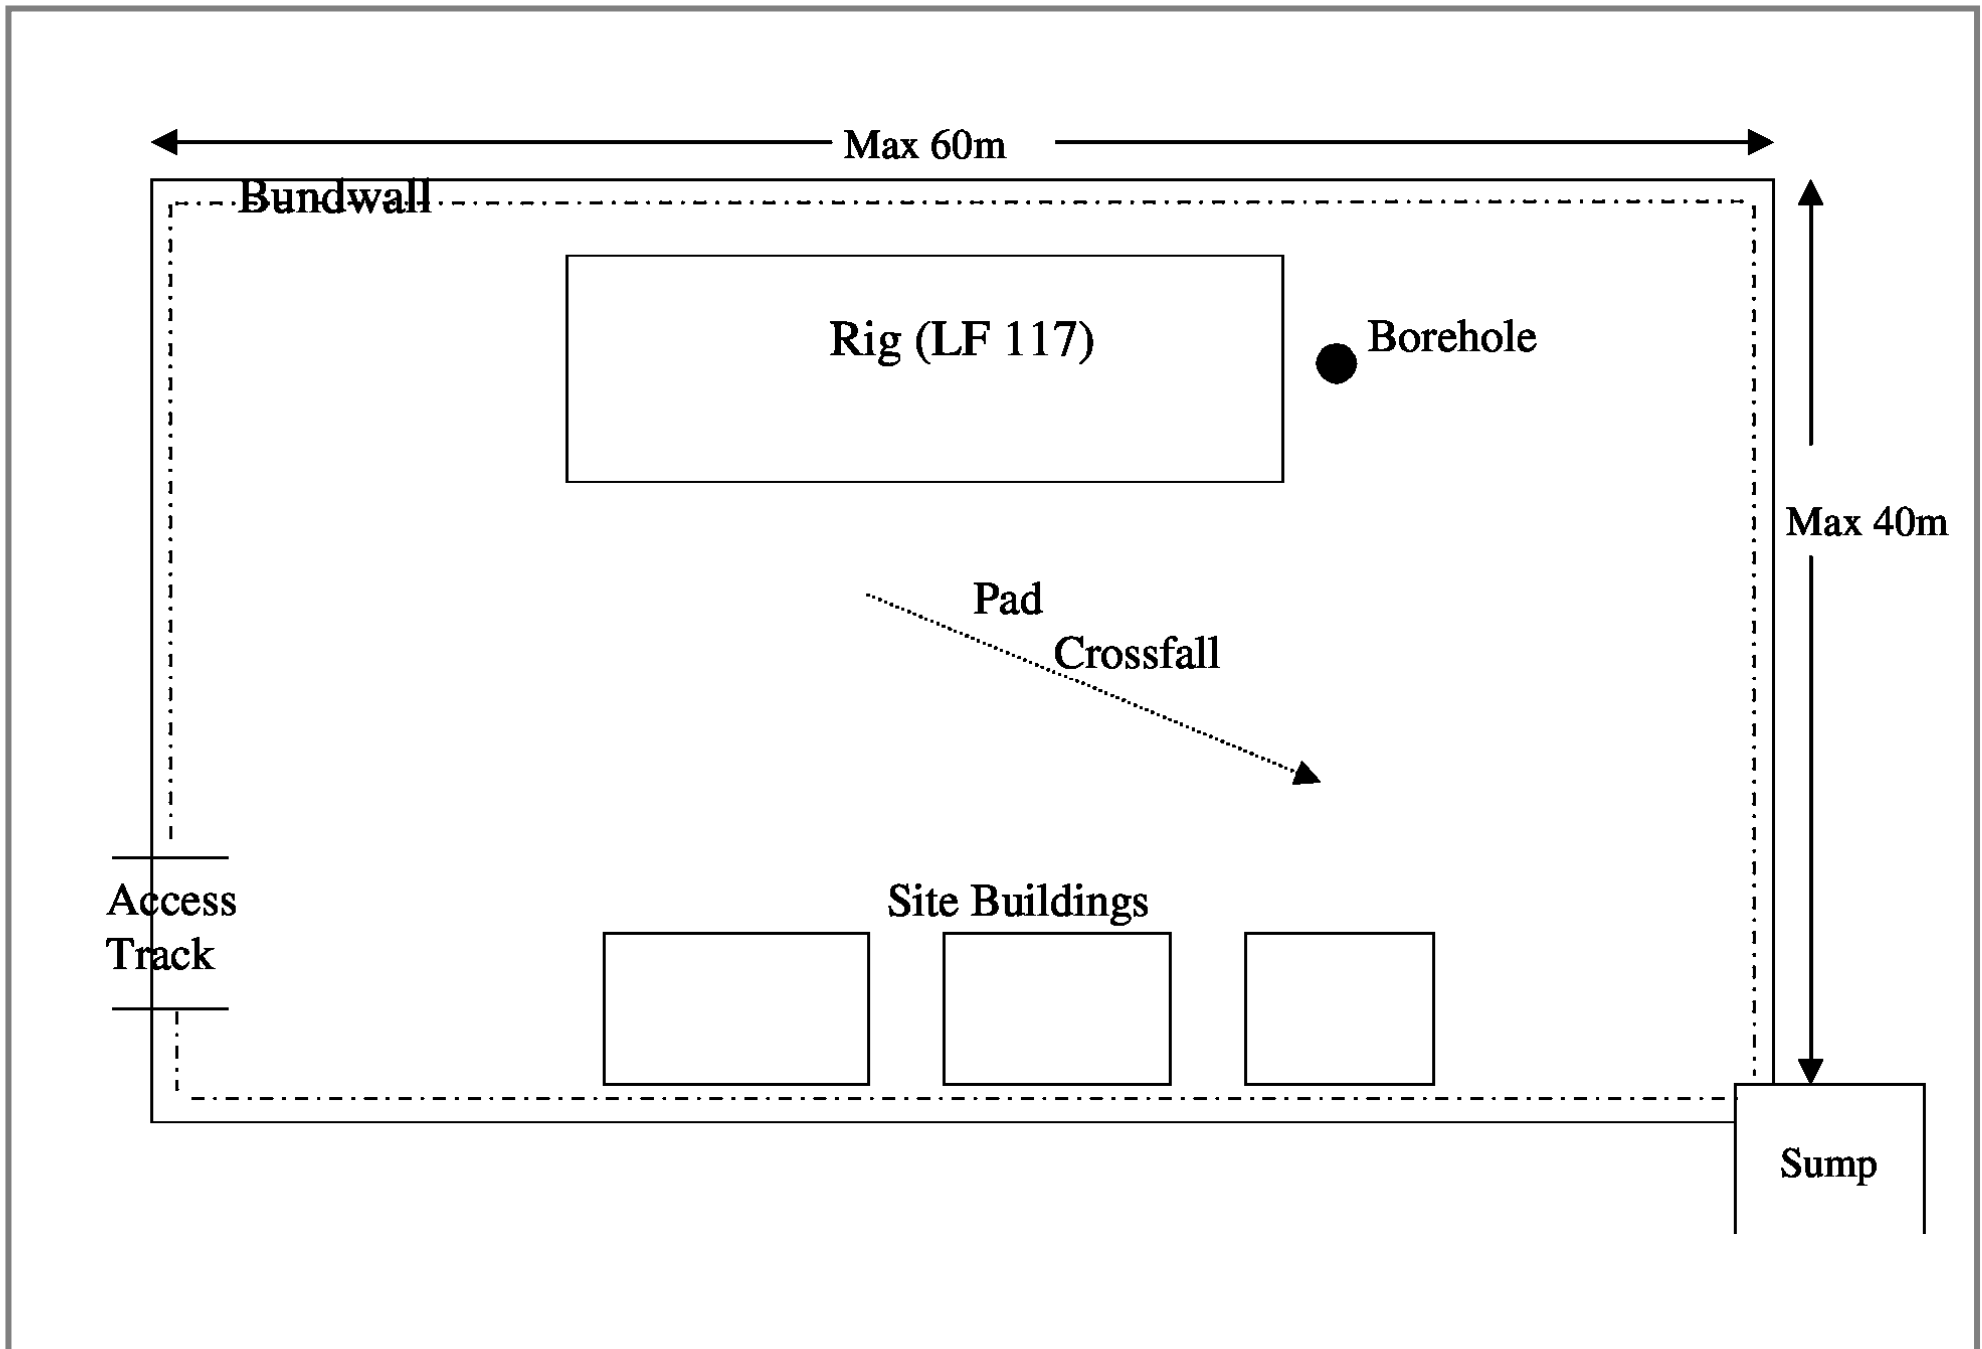 Max 60m
Bundwall
Rig (LF 117)
Borehole
Max 40m
Pad
Crossfall
Access
Track
Site Buildings
Sump